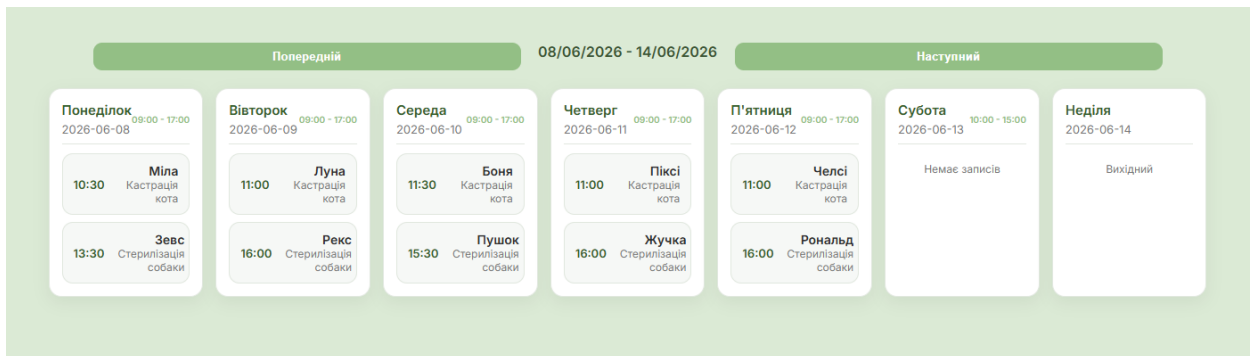 Попередній
08/06/2026 - 14/06/2026
Наступний
Понеділок
09:00 - 17:00
2026-06-08
10:30
Міла
Кастрація
кота
13:30
Зевс
Стерилізація
собаки
Вівторок
09:00 - 17:00
2026-06-09
11:00
Луна
Кастрація
кота
16:00
Рекс
Стерилізація
собаки
Середа
09:00 - 17:00
2026-06-10
11:30
Боня
Кастрація
кота
15:30
Пушок
Стерилізація
собаки
Четверг
09:00 - 17:00
2026-06-11
11:00
Піксі
Кастрація
кота
16:00
Жучка
Стерилізація
собаки
П'ятниця
09:00 - 17:00
2026-06-12
11:00
Челсі
Кастрація
кота
16:00
Рональд
Стерилізація
собаки
Субота
10:00 - 15:00
2026-06-13
Немає записів
Неділя
2026-06-14
Вихідний